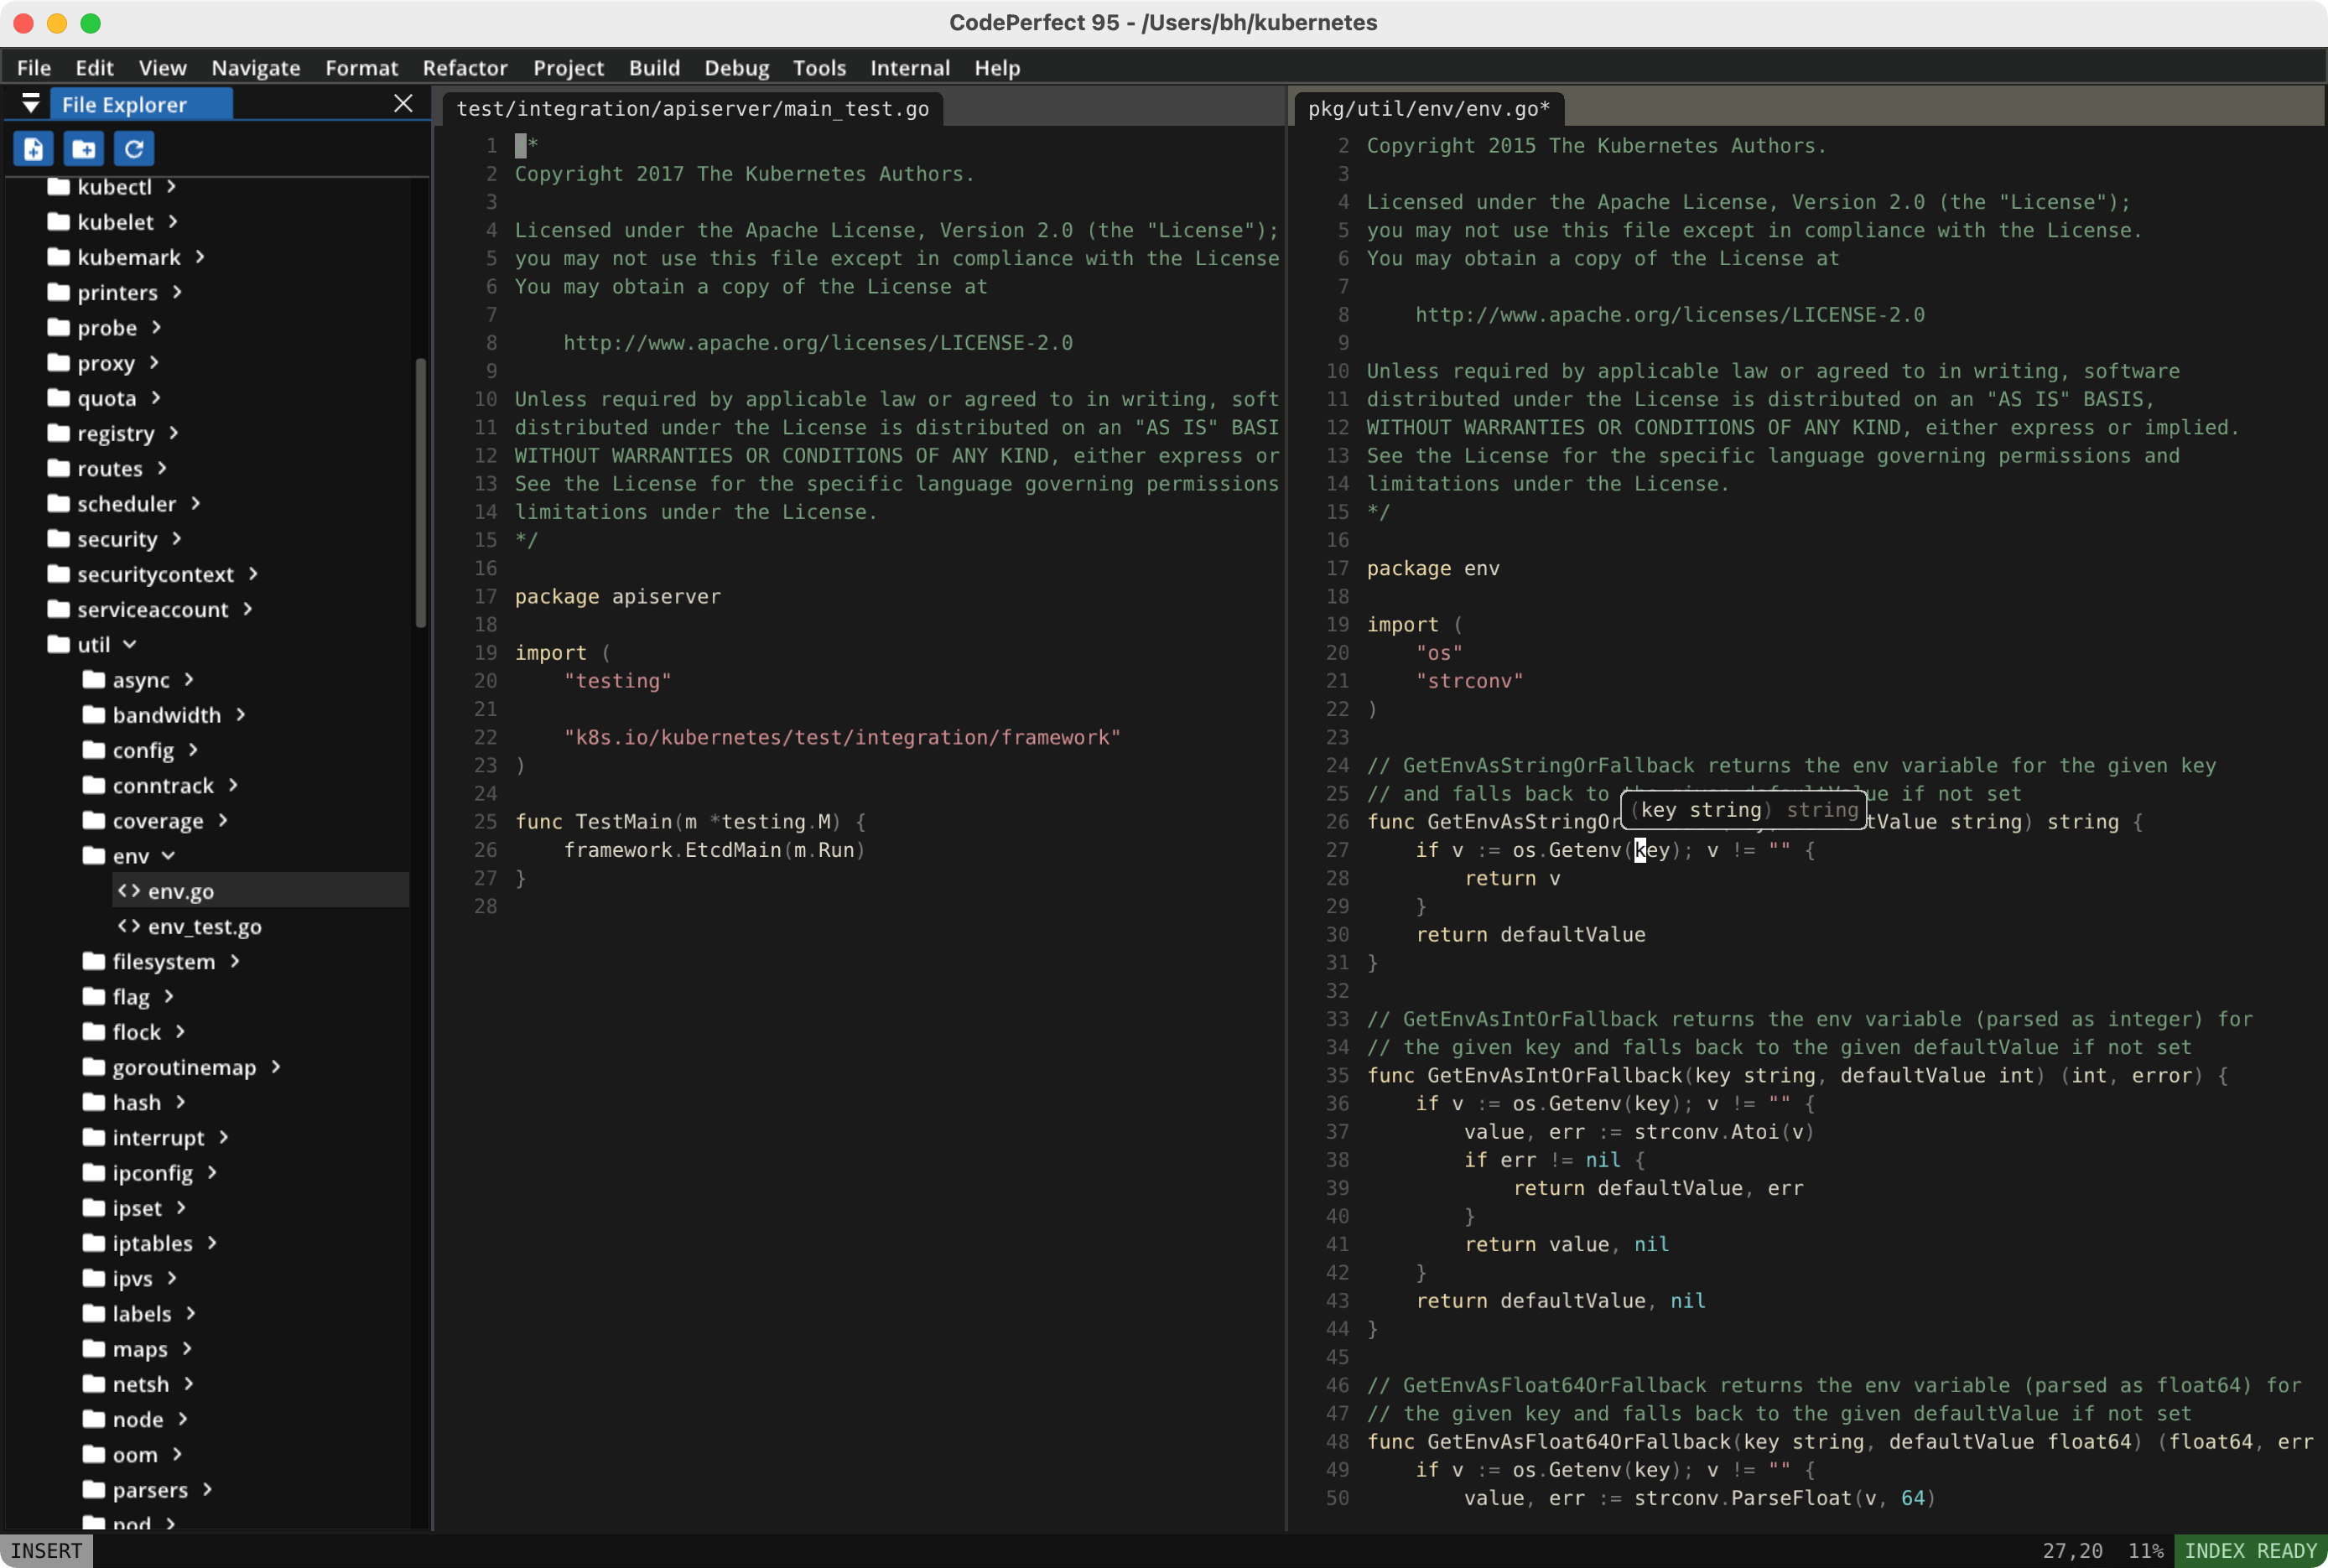 CodePerfect 95 - /Users/bh/kubernetes
File Edit View Navigate Format Refactor Project Build Debug Tools Internal Help
File Explorer
kubectl
kubelet
kubemark
printers
probe
proxy
quota
registry
routes
scheduler
security
securitycontext
serviceaccount
util
async
bandwidth
config
conntrack
coverage
env
env.go
env_test.go
filesystem
flag
flock
goroutinemap
hash
interrupt
ipconfig
ipset
iptables
ipvs
labels
maps
netsh
node
oom
parsers
pod
test/integration/apiserver/main_test.go
1 *
2 Copyright 2017 The Kubernetes Authors.
3
4 Licensed under the Apache License, Version 2.0 (the "License");
5 you may not use this file except in compliance with the License
6 You may obtain a copy of the License at
7
8     http://www.apache.org/licenses/LICENSE-2.0
9
10 Unless required by applicable law or agreed to in writing, soft
11 distributed under the License is distributed on an "AS IS" BASI
12 WITHOUT WARRANTIES OR CONDITIONS OF ANY KIND, either express or
13 See the License for the specific language governing permissions
14 limitations under the License.
15 */
16
17 package apiserver
18
19 import (
20     "testing"
21
22     "k8s.io/kubernetes/test/integration/framework"
23 )
24
25 func TestMain(m *testing.M) {
26     framework.EtcdMain(m.Run)
27 }
28
pkg/util/env/env.go*
2 Copyright 2015 The Kubernetes Authors.
3
4 Licensed under the Apache License, Version 2.0 (the "License");
5 you may not use this file except in compliance with the License.
6 You may obtain a copy of the License at
7
8     http://www.apache.org/licenses/LICENSE-2.0
9
10 Unless required by applicable law or agreed to in writing, software
11 distributed under the License is distributed on an "AS IS" BASIS,
12 WITHOUT WARRANTIES OR CONDITIONS OF ANY KIND, either express or implied.
13 See the License for the specific language governing permissions and
14 limitations under the License.
15 */
16
17 package env
18
19 import (
20     "os"
21     "strconv"
22 )
23
24 // GetEnvAsStringOrFallback returns the env variable for the given key
25 // and falls back to ue if not set
(key string) string
26 func GetEnvAsStringOr tValue string) string {
27     if v := os.Getenv(key); v != "" {
28         return v
29     }
30     return defaultValue
31 }
32
33 // GetEnvAsIntOrFallback returns the env variable (parsed as integer) for
34 // the given key and falls back to the given defaultValue if not set
35 func GetEnvAsIntOrFallback(key string, defaultValue int) (int, error) {
36     if v := os.Getenv(key); v != "" {
37         value, err := strconv.Atoi(v)
38         if err != nil {
39             return defaultValue, err
40         }
41         return value, nil
42     }
43     return defaultValue, nil
44 }
45
46 // GetEnvAsFloat64OrFallback returns the env variable (parsed as float64) for
47 // the given key and falls back to the given defaultValue if not set
48 func GetEnvAsFloat64OrFallback(key string, defaultValue float64) (float64, err
49     if v := os.Getenv(key); v != "" {
50         value, err := strconv.ParseFloat(v, 64)
INSERT
27,20 11% INDEX READY